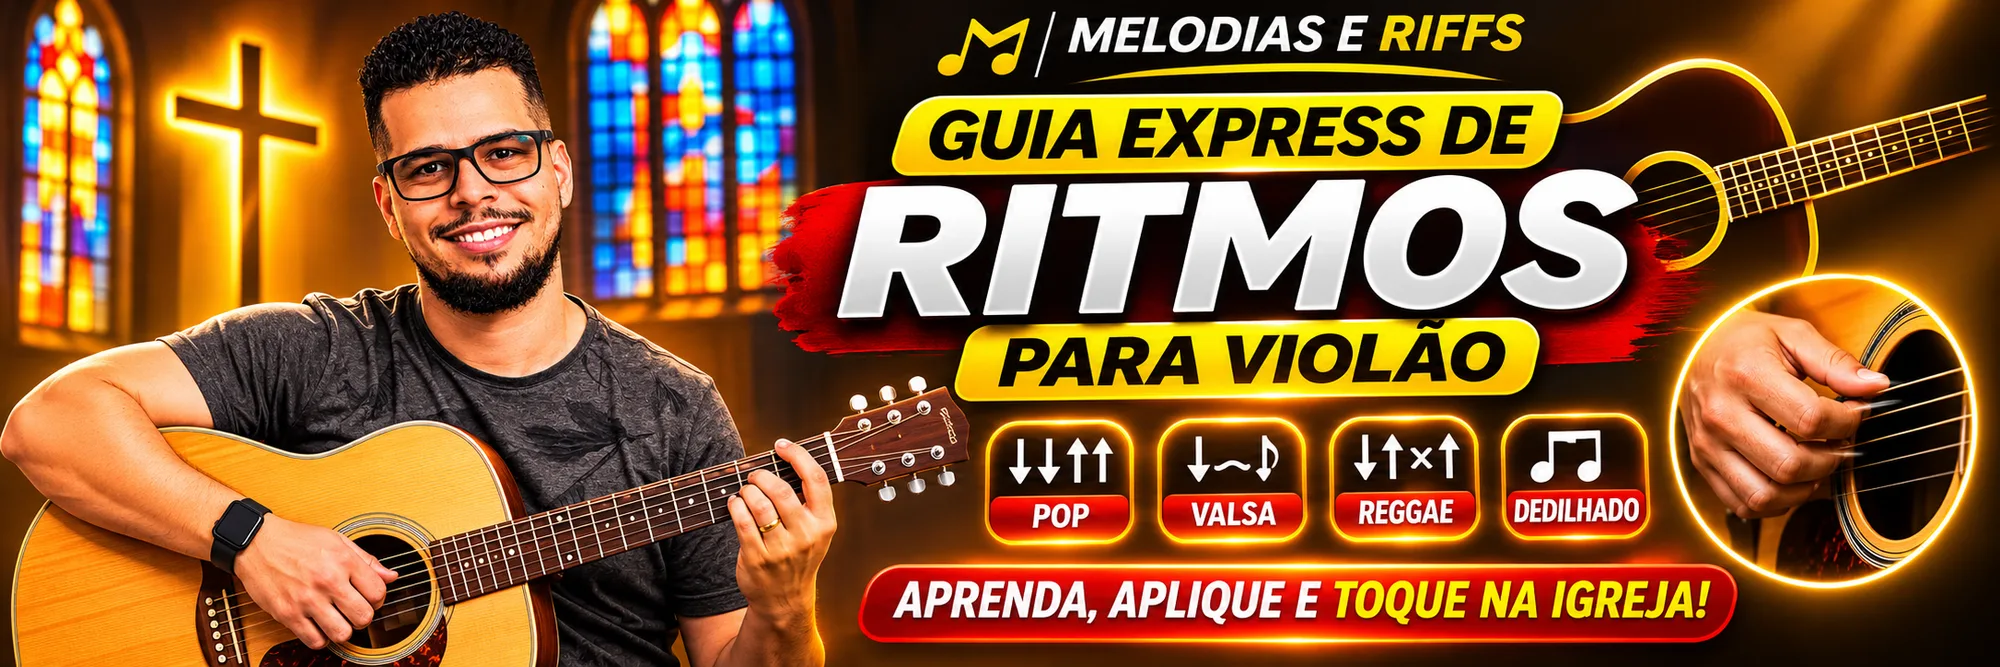 MELODIAS E RIFFS
GUIA EXPRESS DE
RITMOS
PARA VIOLÃO
POP
VALSA
REGGAE
DEDILHADO
APRENDA, APLIQUE E TOQUE NA IGREJA!